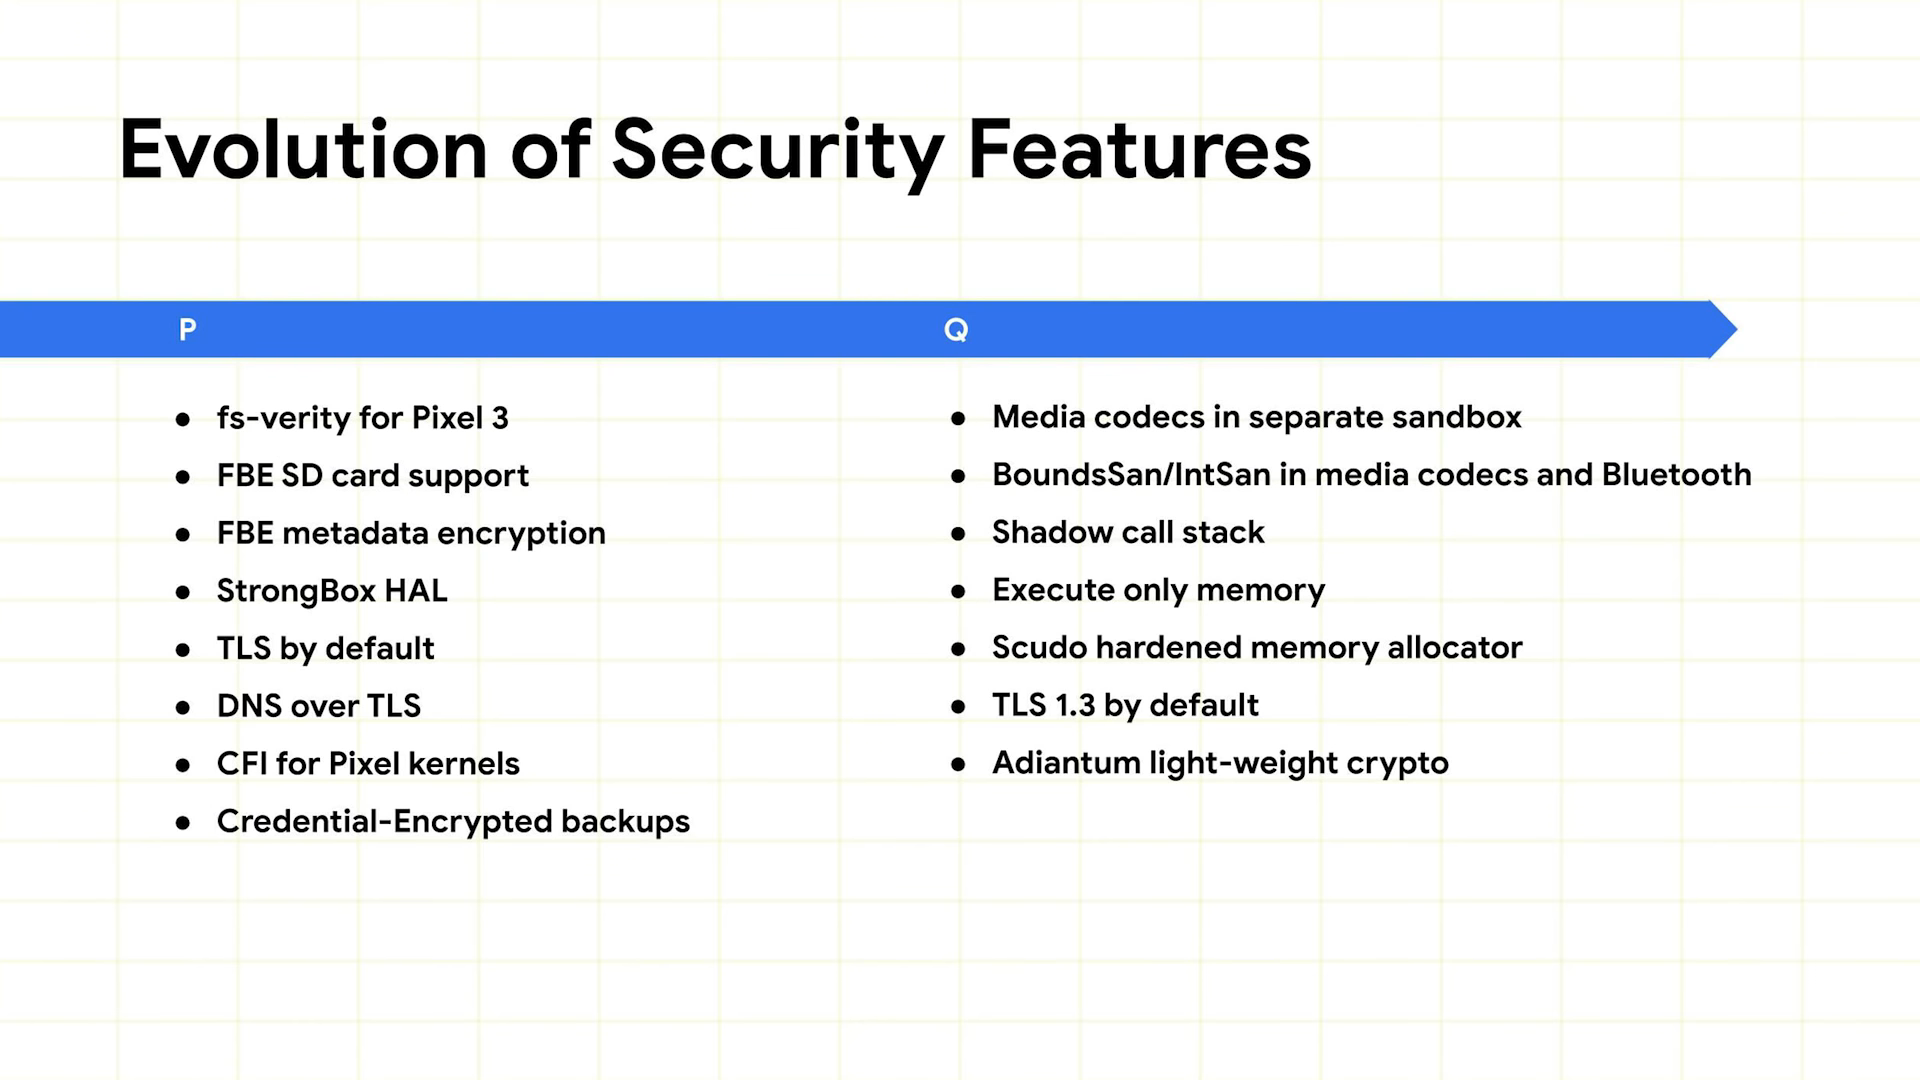 Evolution of Security Features
P
Q
● fs-verity for Pixel 3
● FBE SD card support
● FBE metadata encryption
● StrongBox HAL
● TLS by default
● DNS over TLS
● CFI for Pixel kernels
● Credential-Encrypted backups
● Media codecs in separate sandbox
● BoundsSan/IntSan in media codecs and Bluetooth
● Shadow call stack
● Execute only memory
● Scudo hardened memory allocator
● TLS 1.3 by default
● Adiantum light-weight crypto